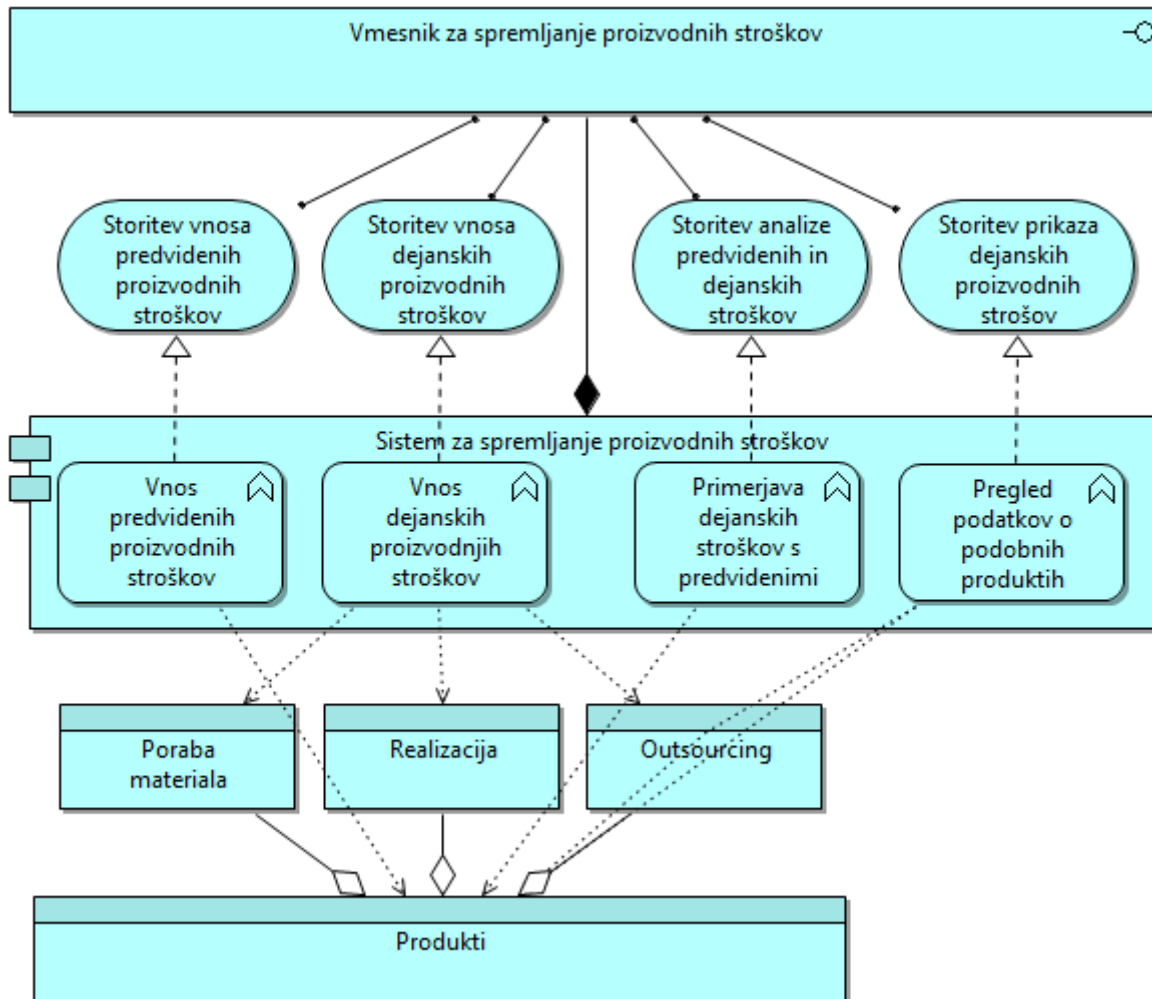 Vmesnik za spremljanje proizvodnih stroškov
Storitev vnosa
predvidenih
proizvodnih
stroškov
Storitev vnosa
dejanskih
proizvodnih
stroškov
Storitev analize
predvidenih in
dejanskih
stroškov
Storitev prikaza
dejanskih
proizvodnih
strošov
Sistem za spremljanje proizvodnih stroškov
Vnos
predvidenih
proizvodnih
stroškov
Vnos
dejanskih
proizvodnjih
stroškov
Primerjava
dejanskih
stroškov s
predvidenimi
Pregled
podatkov o
podobnih
produktih
Poraba
materiala
Realizacija
Outsourcing
Produkti